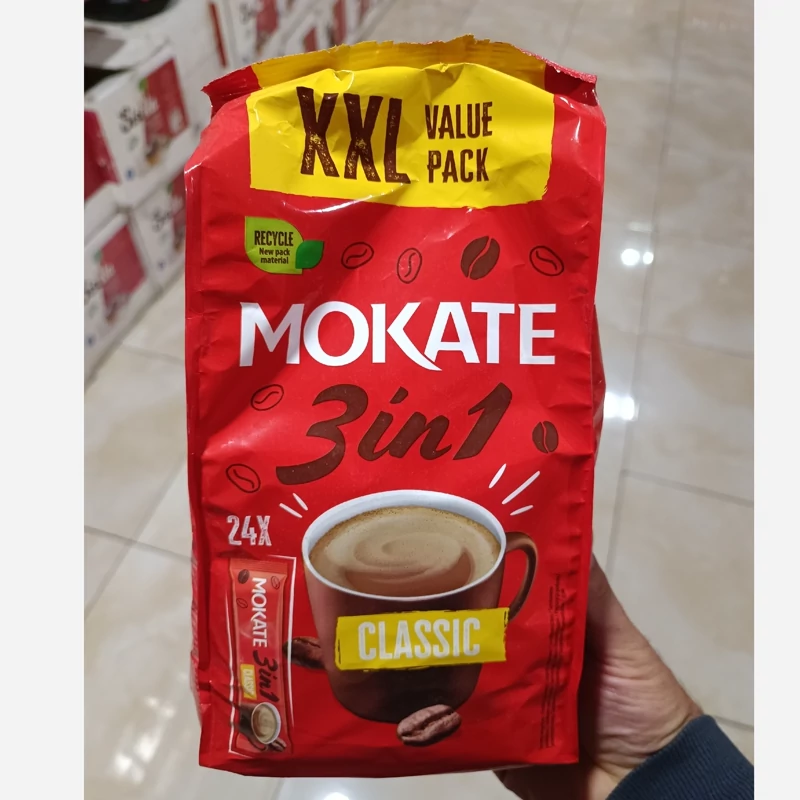 XXL VALUE
PACK
RECYCLE
New pack
material
MOKATE
3in1
24X
MOKATE
3in1
CLASSIC